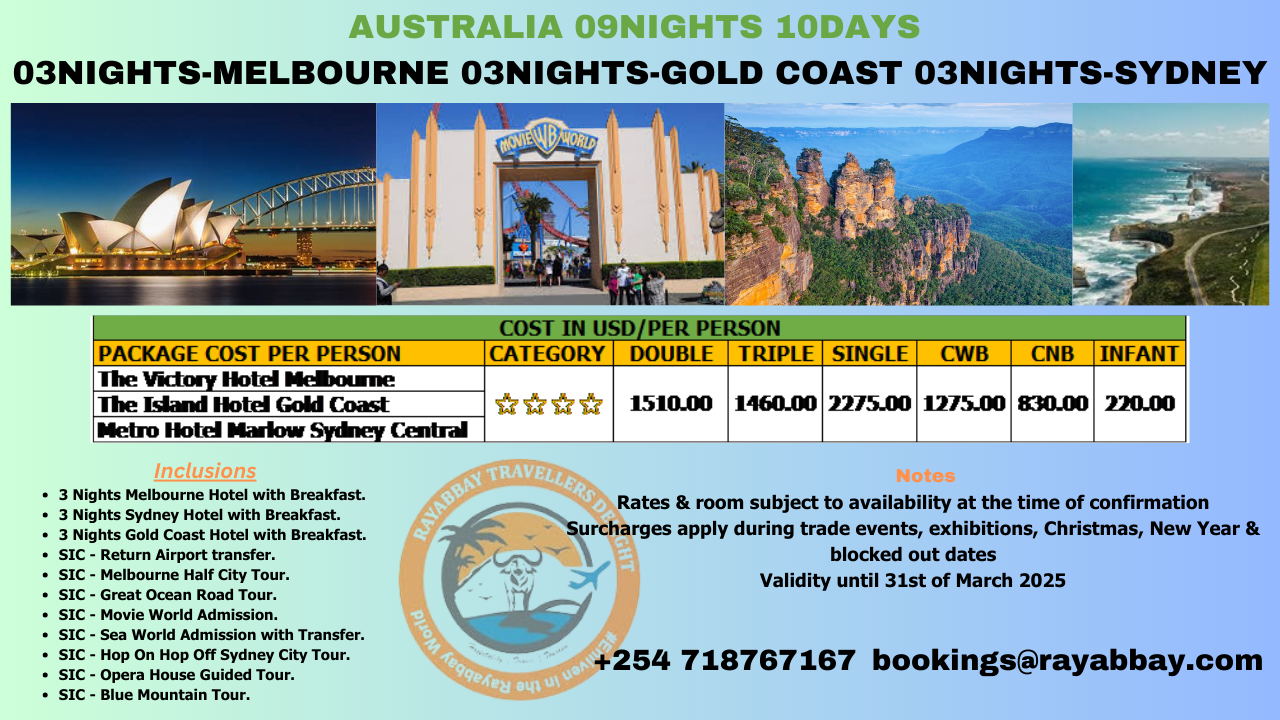 AUSTRALIA 09NIGHTS 10DAYS
03NIGHTS-MELBOURNE 03NIGHTS-GOLD COAST 03NIGHTS-SYDNEY
MOVIE WB WORLD
COST IN USD/PER PERSON
PACKAGE COST PER PERSON CATEGORY DOUBLE TRIPLE SINGLE CWB CNB INFANT
The Victory Hotel Melbourne
The Island Hotel Gold Coast 1510.00 1460.00 2275.00 1275.00 830.00 220.00
Metro Hotel Marlow Sydney Central
Inclusions
• 3 Nights Melbourne Hotel with Breakfast.
• 3 Nights Sydney Hotel with Breakfast.
• 3 Nights Gold Coast Hotel with Breakfast.
• SIC - Return Airport transfer.
• SIC - Melbourne Half City Tour.
• SIC - Great Ocean Road Tour.
• SIC - Movie World Admission.
• SIC - Sea World Admission with Transfer.
• SIC - Hop On Hop Off Sydney City Tour.
• SIC - Opera House Guided Tour.
• SIC - Blue Mountain Tour.
RAYABBAY TRAVELLERS DELIGHT
#Enliven in the Rayabbay World
Notes
Rates & room subject to availability at the time of confirmation
Surcharges apply during trade events, exhibitions, Christmas, New Year &
blocked out dates
Validity until 31st of March 2025
+254 718767167 bookings@rayabbay.com